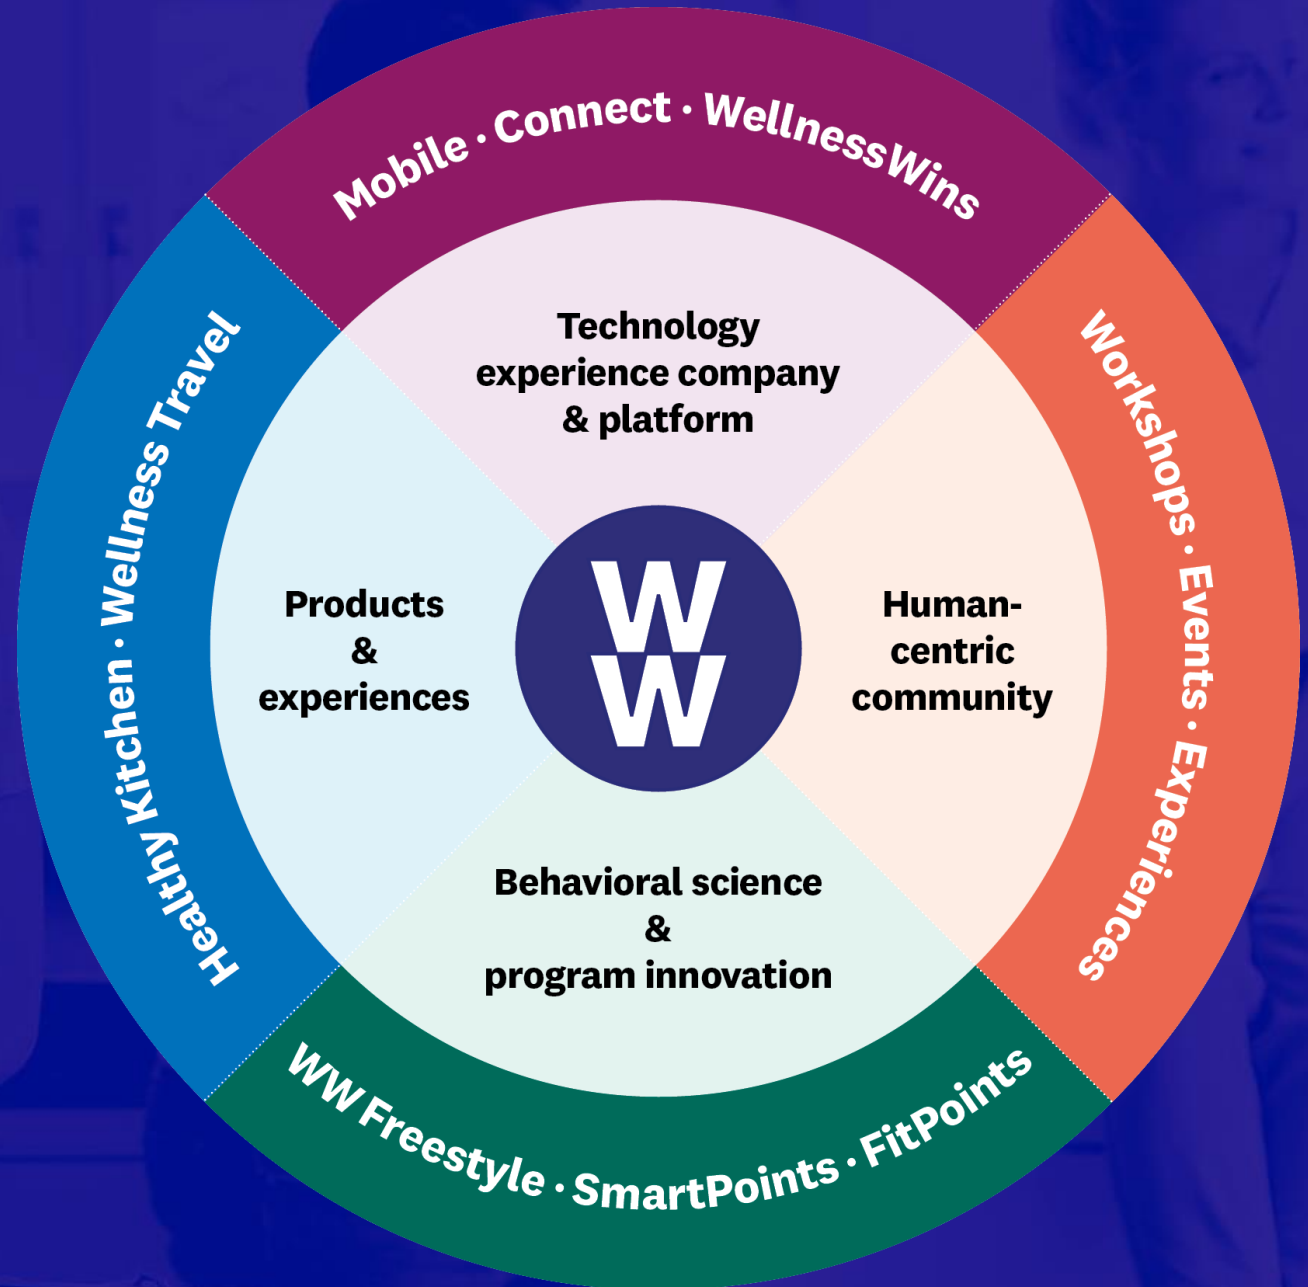 Mobile · Connect · WellnessWins
Technology
experience company
& platform
Workshops · Events · Experiences
Human-
centric
community
WW Freestyle · SmartPoints · FitPoints
Behavioral science
&
program innovation
Healthy Kitchen · Wellness Travel
Products
&
experiences
W
W